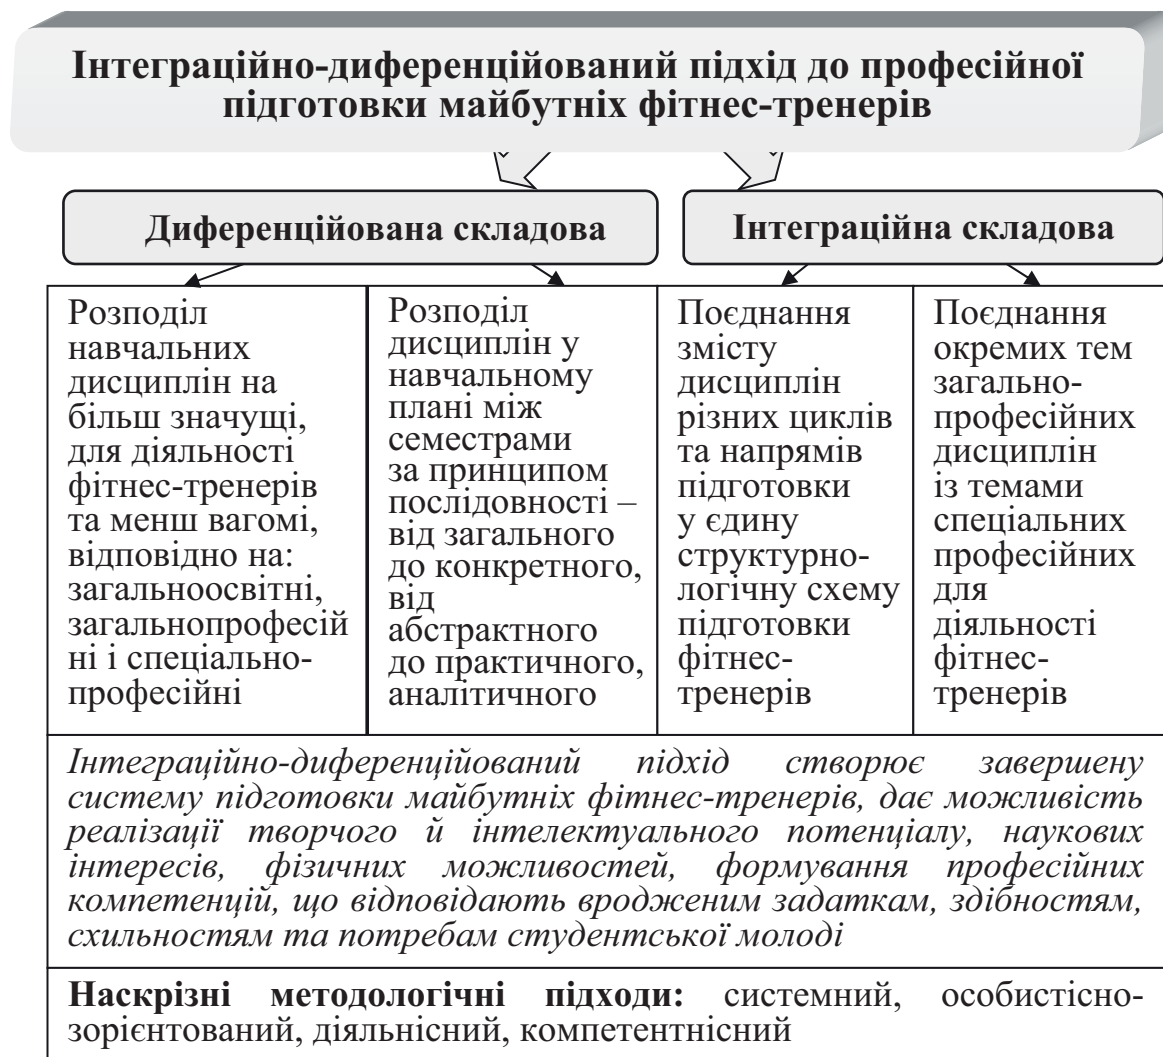 Інтеграційно-диференційований підхід до професійної
підготовки майбутніх фітнес-тренерів
Диференційована складова
Інтеграційна складова
Розподіл
навчальних
дисциплін на
більш значущі,
для діяльності
фітнес-тренерів
та менш вагомі,
відповідно на:
загальноосвітні,
загальнопрофесій
ні і спеціально-
професійні
Розподіл
дисциплін у
навчальному
плані між
семестрами
за принципом
послідовності –
від загального
до конкретного,
від
абстрактного
до практичного,
аналітичного
Поєднання
змісту
дисциплін
різних циклів
та напрямів
підготовки
у єдину
структурно-
логічну схему
підготовки
фітнес-
тренерів
Поєднання
окремих тем
загально-
професійних
дисциплін
із темами
спеціальних
професійних
для
діяльності
фітнес-
тренерів
Інтеграційно-диференційований підхід створює завершену
систему підготовки майбутніх фітнес-тренерів, дає можливість
реалізації творчого й інтелектуального потенціалу, наукових
інтересів, фізичних можливостей, формування професійних
компетенцій, що відповідають вродженим задаткам, здібностям,
схильностям та потребам студентської молоді
Наскрізні методологічні підходи: системний, особистісно-
зорієнтований, діяльнісний, компетентнісний